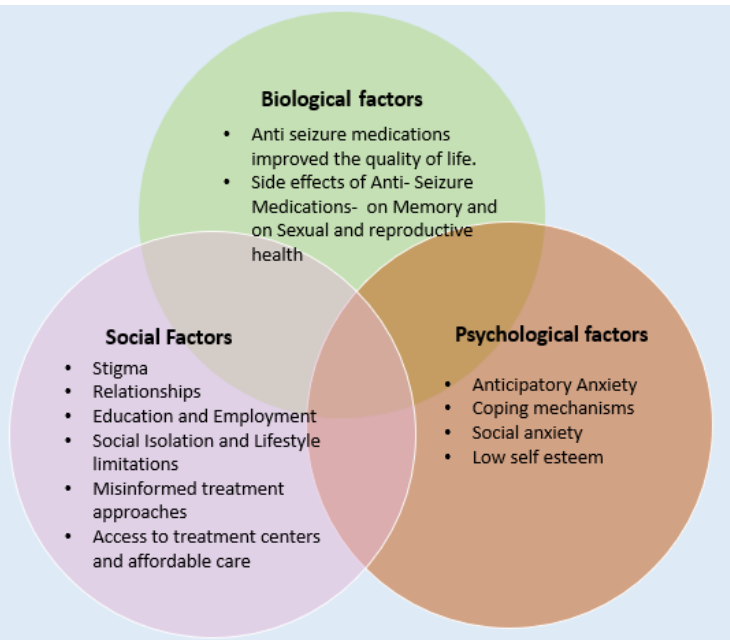 Biological factors
• Anti seizure medications
improved the quality of life.
• Side effects of Anti- Seizure
Medications-  on Memory and
on Sexual and reproductive
health
Social Factors
• Stigma
• Relationships
• Education and Employment
• Social Isolation and Lifestyle
limitations
• Misinformed treatment
approaches
• Access to treatment centers
and affordable care
Psychological factors
• Anticipatory Anxiety
• Coping mechanisms
• Social anxiety
• Low self esteem